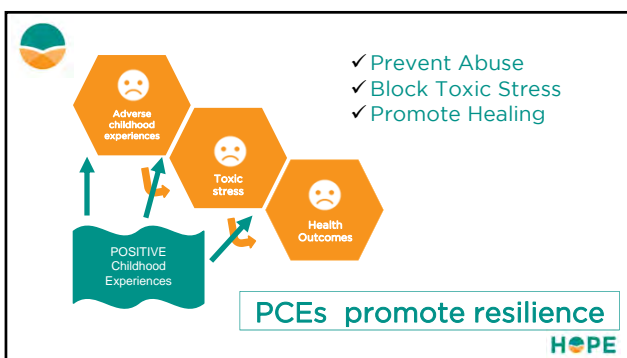 ✓ Prevent Abuse
✓ Block Toxic Stress
✓ Promote Healing
Adverse
childhood
experiences
Toxic
stress
Health
Outcomes
POSITIVE
Childhood
Experiences
PCEs promote resilience
HOPE